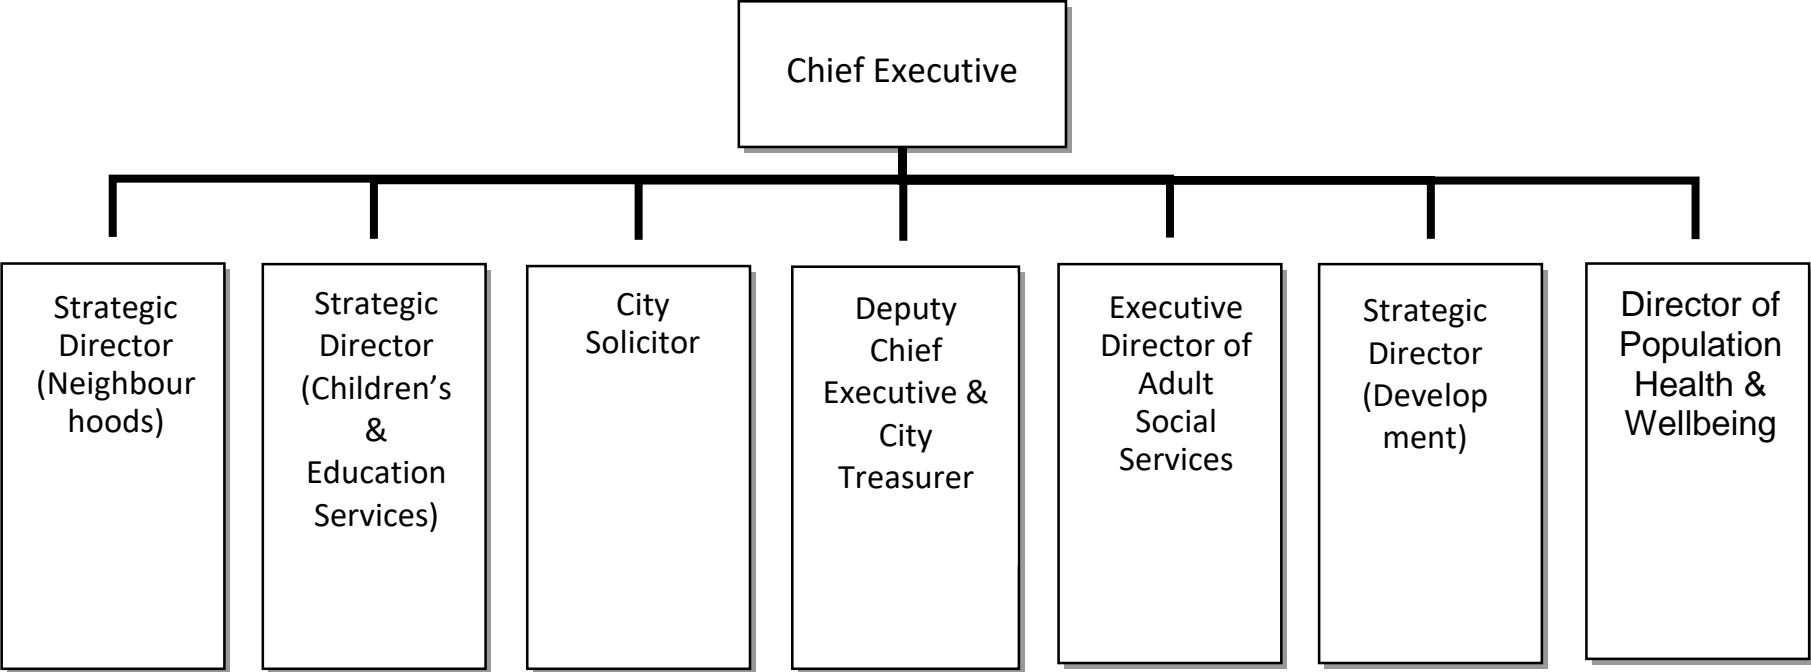 Chief Executive
Strategic
Director
(Neighbour
hoods)
Strategic
Director
(Children’s
&
Education
Services)
City
Solicitor
Deputy
Chief
Executive &
City
Treasurer
Executive
Director of
Adult
Social
Services
Strategic
Director
(Develop
ment)
Director of
Population
Health &
Wellbeing